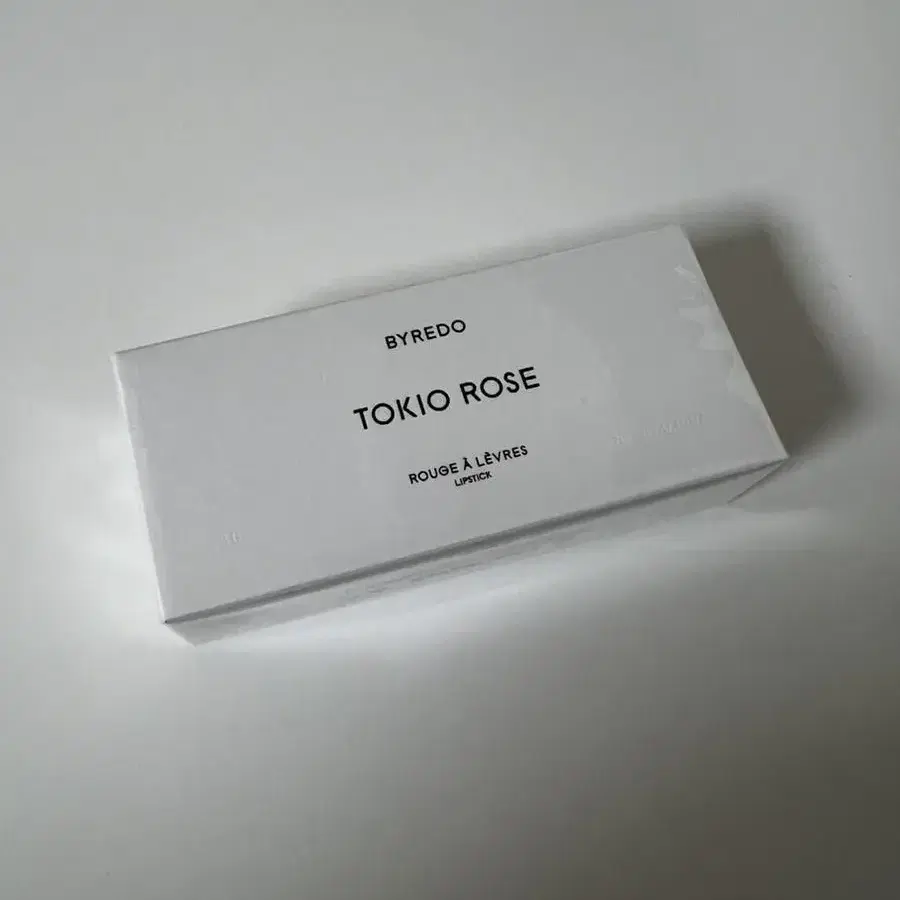 BYREDO
TOKIO ROSE
ROUGE À LÈVRES
LIPSTICK